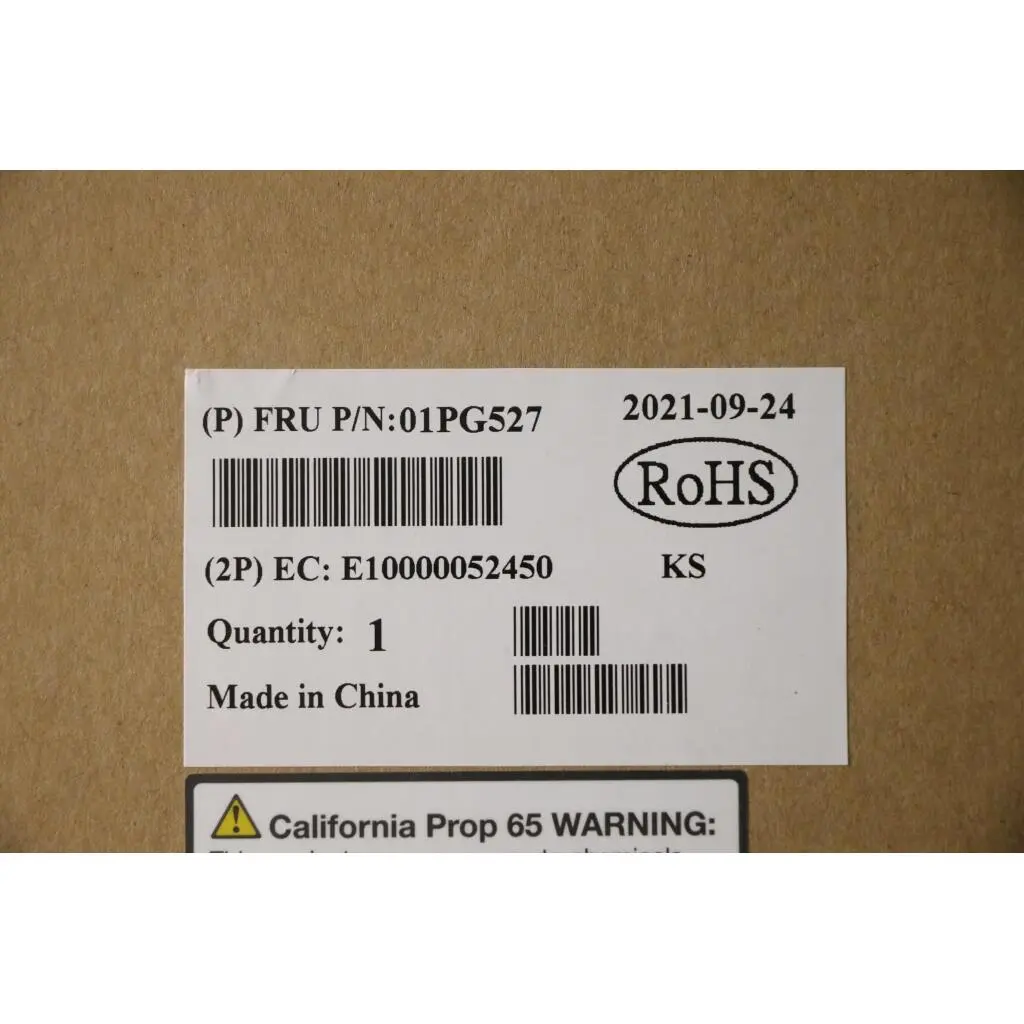 (P) FRU P/N:01PG527
2021-09-24
RoHS
(2P) EC: E10000052450
KS
Quantity: 1
Made in China
California Prop 65 WARNING: